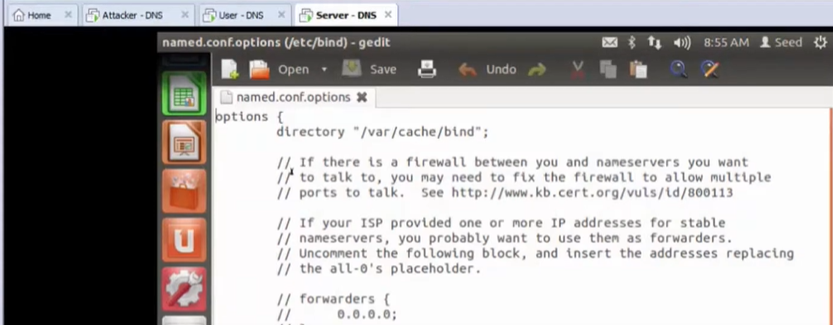 Home Attacker - DNS User - DNS Server - DNS
named.conf.options (/etc/bind) - gedit 8:55 AM Seed
Open Save Undo
named.conf.options
options {
directory "/var/cache/bind";
// If there is a firewall between you and nameservers you want
// to talk to, you may need to fix the firewall to allow multiple
// ports to talk.  See http://www.kb.cert.org/vuls/id/800113
// If your ISP provided one or more IP addresses for stable
// nameservers, you probably want to use them as forwarders.
// Uncomment the following block, and insert the addresses replacing
// the all-0's placeholder.
// forwarders {
// 0.0.0.0;